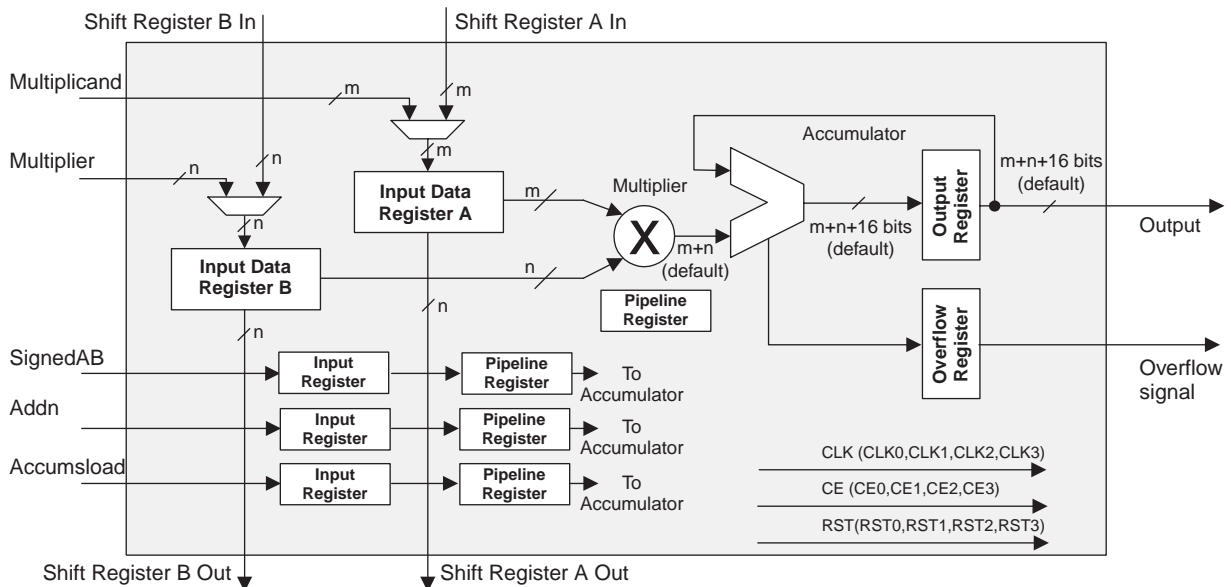 Shift Register B In
Shift Register A In
Multiplicand
m
m
m
Multiplier
n
n
n
Input Data
Register A
m
Multiplier
X
m+n
(default)
Accumulator
m+n+16 bits
(default)
Output
Register
m+n+16 bits
(default)
Output
Input Data
Register B
n
n
n
Pipeline
Register
Overflow
Register
Overflow
signal
SignedAB
Input
Register
Pipeline
Register
To
Accumulator
Addn
Input
Register
Pipeline
Register
To
Accumulator
Accumsload
Input
Register
Pipeline
Register
To
Accumulator
CLK (CLK0,CLK1,CLK2,CLK3)
CE (CE0,CE1,CE2,CE3)
RST(RST0,RST1,RST2,RST3)
Shift Register B Out
Shift Register A Out